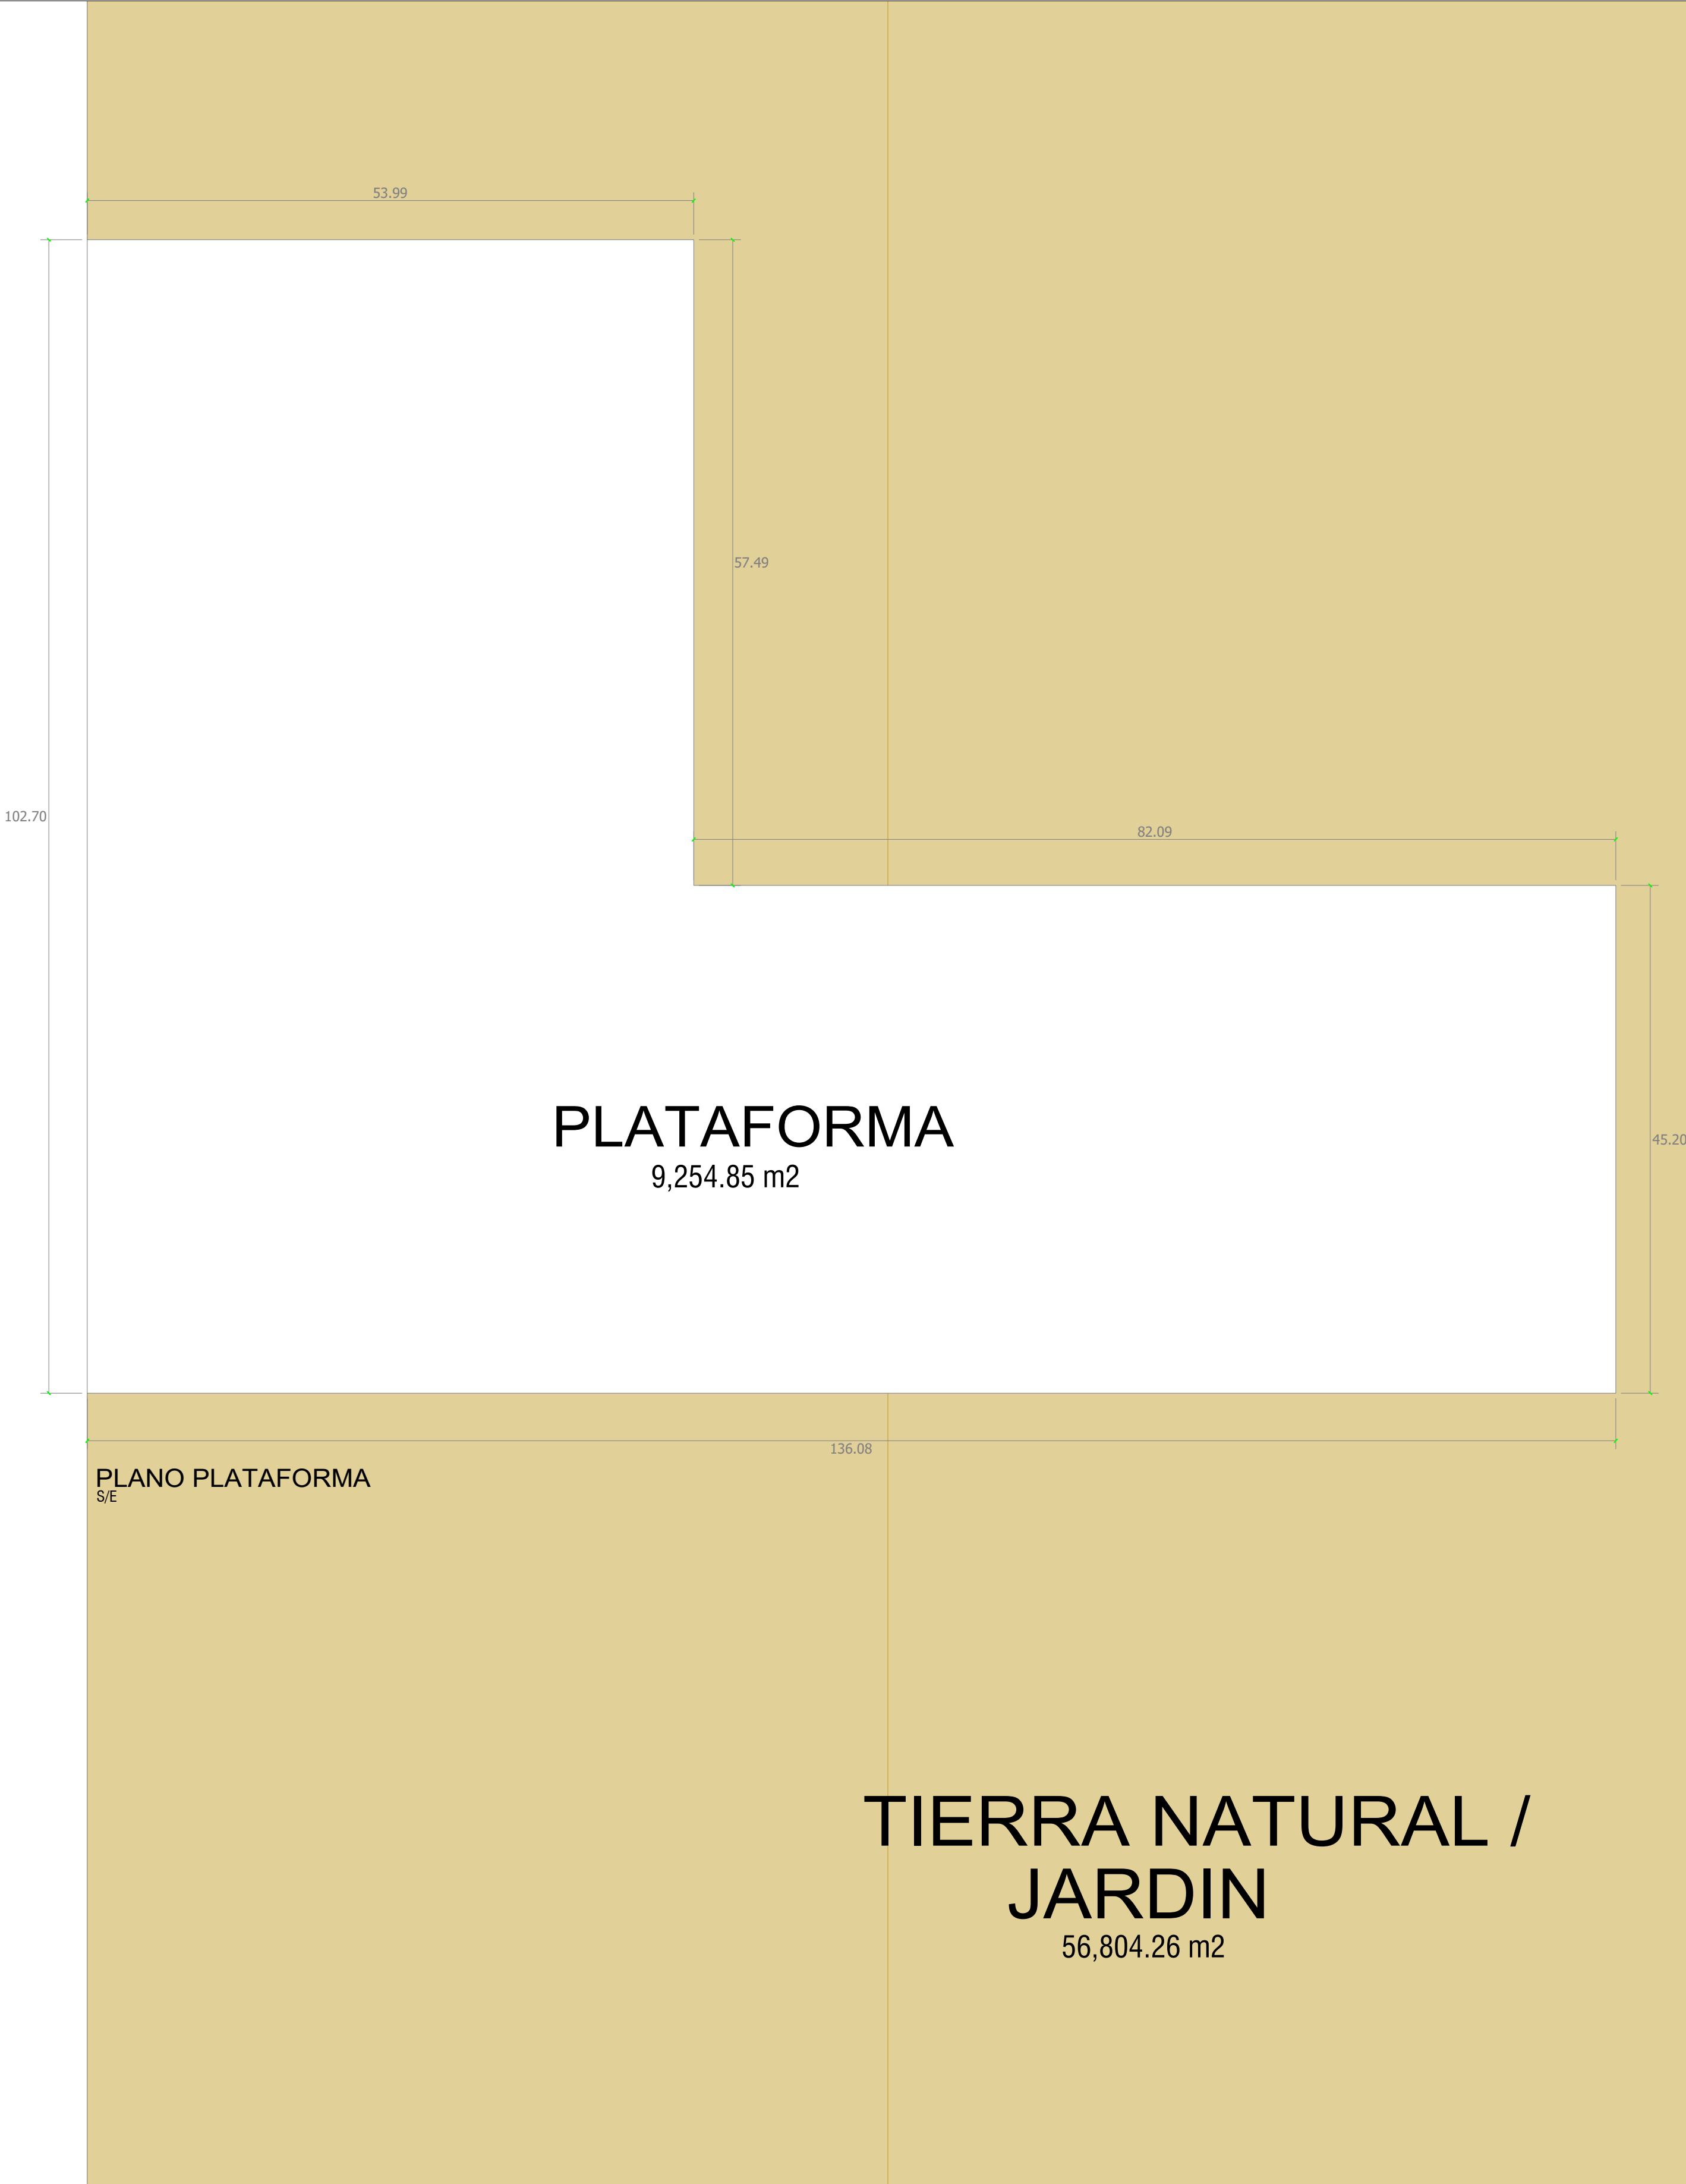 53.99
57.49
102.70
82.09
PLATAFORMA
9,254.85 m2
45.20
136.08
PLANO PLATAFORMA
S/E
TIERRA NATURAL /
JARDIN
56,804.26 m2